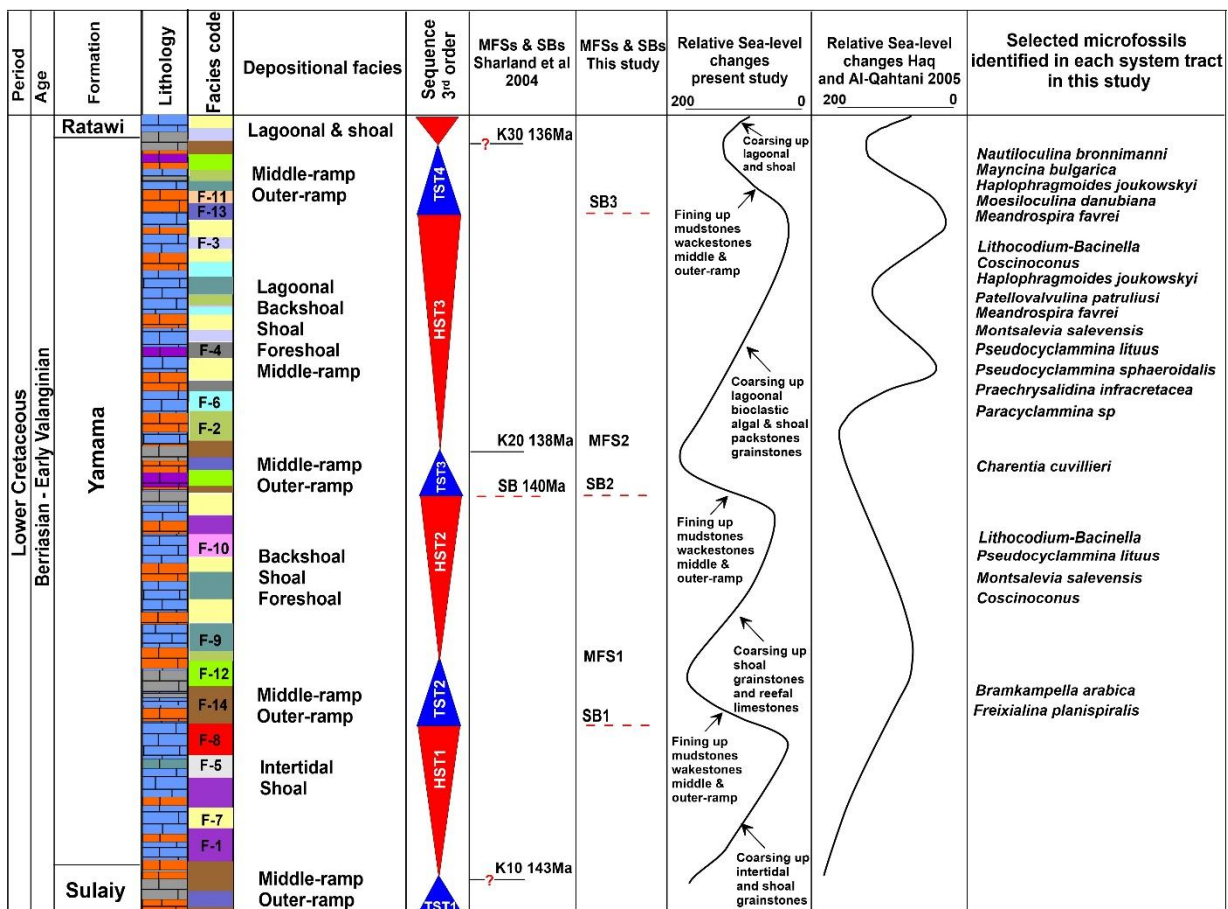 Period
Age
Formation
Lithology
Facies code
Depositional facies
Sequence
3rd order
MFSs & SBs
Sharland et al
2004
MFSs & SBs
This study
Relative Sea-level
changes
present study
200
0
Relative Sea-level
changes Haq
and Al-Qahtani 2005
200
0
Selected microfossils
identified in each system tract
in this study
Lower Cretaceous
Berriasian - Early Valanginian
Ratawi
Yamama
Sulaiy
F-11
F-13
F-3
F-4
F-6
F-2
F-10
F-9
F-12
F-14
F-8
F-5
F-7
F-1
Lagoonal & shoal
Middle-ramp
Outer-ramp
Lagoonal
Backshoal
Shoal
Foreshoal
Middle-ramp
Middle-ramp
Outer-ramp
Backshoal
Shoal
Foreshoal
Middle-ramp
Outer-ramp
Intertidal
Shoal
Middle-ramp
Outer-ramp
TST4
HST3
TST3
HST2
TST2
HST1
TST1
K30 136Ma
?
K20 138Ma
SB 140Ma
K10 143Ma
?
SB3
MFS2
SB2
MFS1
SB1
Coarsing up
lagoonal
and shoal
Fining up
mudstones
wackestones
middle &
outer-ramp
Coarsing up
lagoonal
bioclastic
algal & shoal
packstones
grainstones
Fining up
mudstones
wackestones
middle &
outer-ramp
Coarsing up
shoal
grainstones
and reefal
limestones
Fining up
mudstones
wakestones
middle &
outer-ramp
Coarsing up
intertidal
and shoal
grainstones
Nautiloculina bronnimanni
Mayncina bulgarica
Haplophragmoides joukowskyi
Moesiloculina danubiana
Meandrospira favrei
Lithocodium-Bacinella
Coscinoconus
Haplophragmoides joukowskyi
Patellovalvulina patruliusi
Meandrospira favrei
Montsalevia salevensis
Pseudocyclammina lituus
Pseudocyclammina sphaeroidalis
Praechrysalidina infracretacea
Paracyclammina sp
Charentia cuvillieri
Lithocodium-Bacinella
Pseudocyclammina lituus
Montsalevia salevensis
Coscinoconus
Bramkampella arabica
Freixialina planispiralis